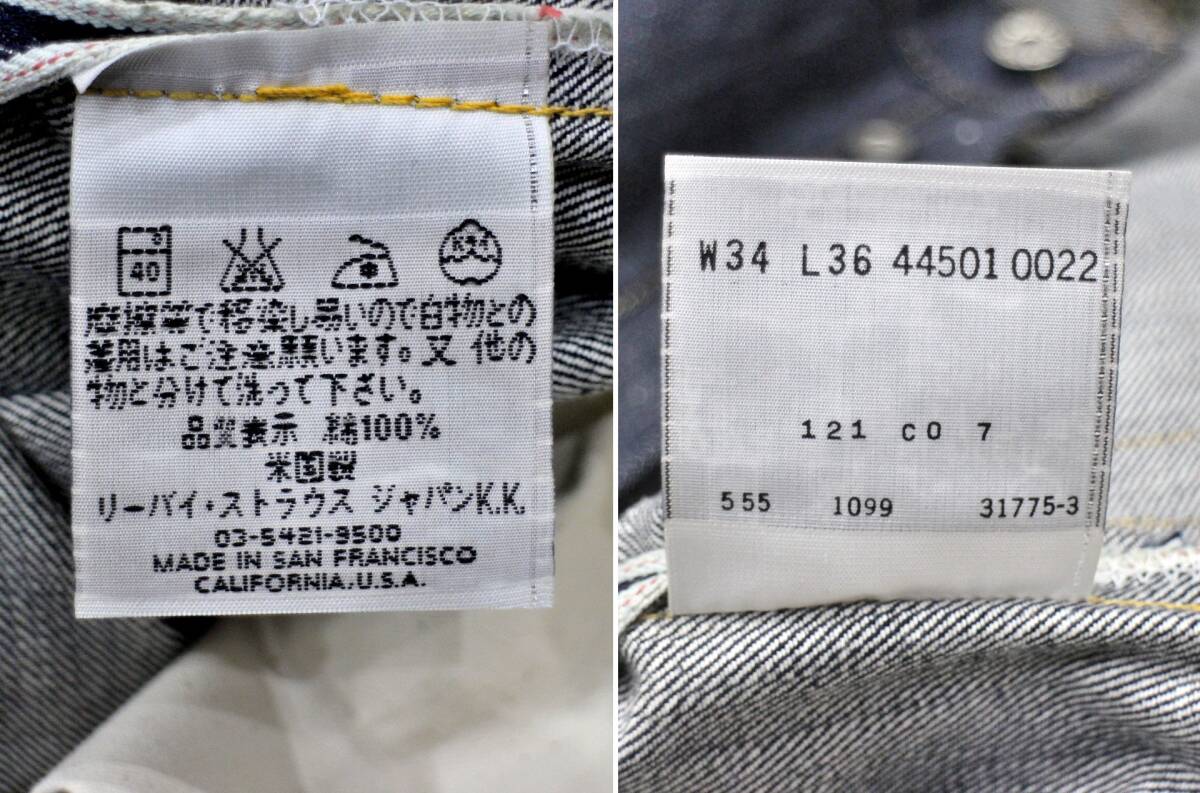 40
摩擦等で移染し易いので白物との
着用はご注意願います。又 他の
物と分けて洗って下さい。
品質表示 綿100%
米国製
リーバイ・ストラウス ジャパンK.K.
03-5421-9500
MADE IN SAN FRANCISCO
CALIFORNIA, U.S.A.
W34 L36 44501 0022
121 CO 7
555 1099 31775-3